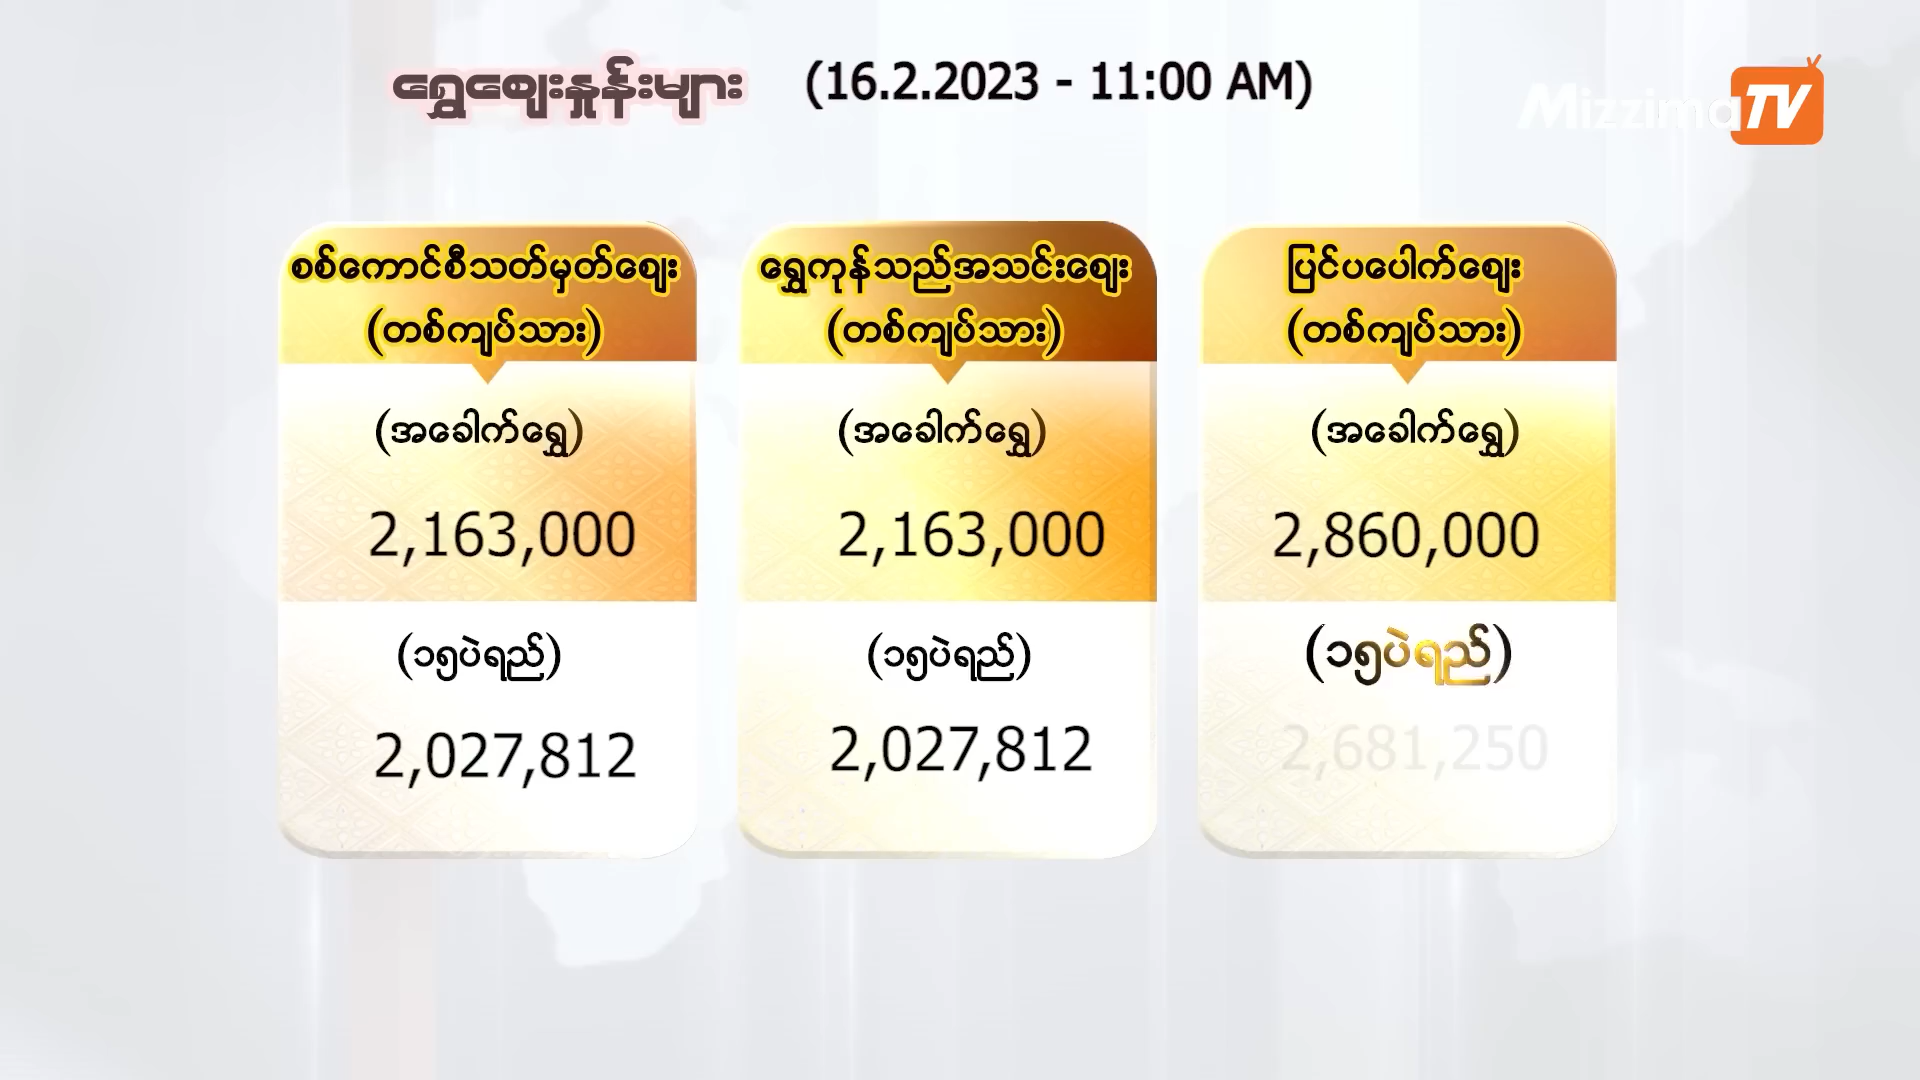 ရွှေဈေးနှုန်းများ (16.2.2023 - 11:00 AM)
Mizzima TV
စစ်ကောင်စီသတ်မှတ်ဈေး
(တစ်ကျပ်သား)
(အခေါက်ရွှေ)
2,163,000
(၁၅ပဲရည်)
2,027,812
ရွှေကုန်သည်အသင်းဈေး
(တစ်ကျပ်သား)
(အခေါက်ရွှေ)
2,163,000
(၁၅ပဲရည်)
2,027,812
ပြင်ပပေါက်ဈေး
(တစ်ကျပ်သား)
(အခေါက်ရွှေ)
2,860,000
(၁၅ပဲရည်)
2,681,250